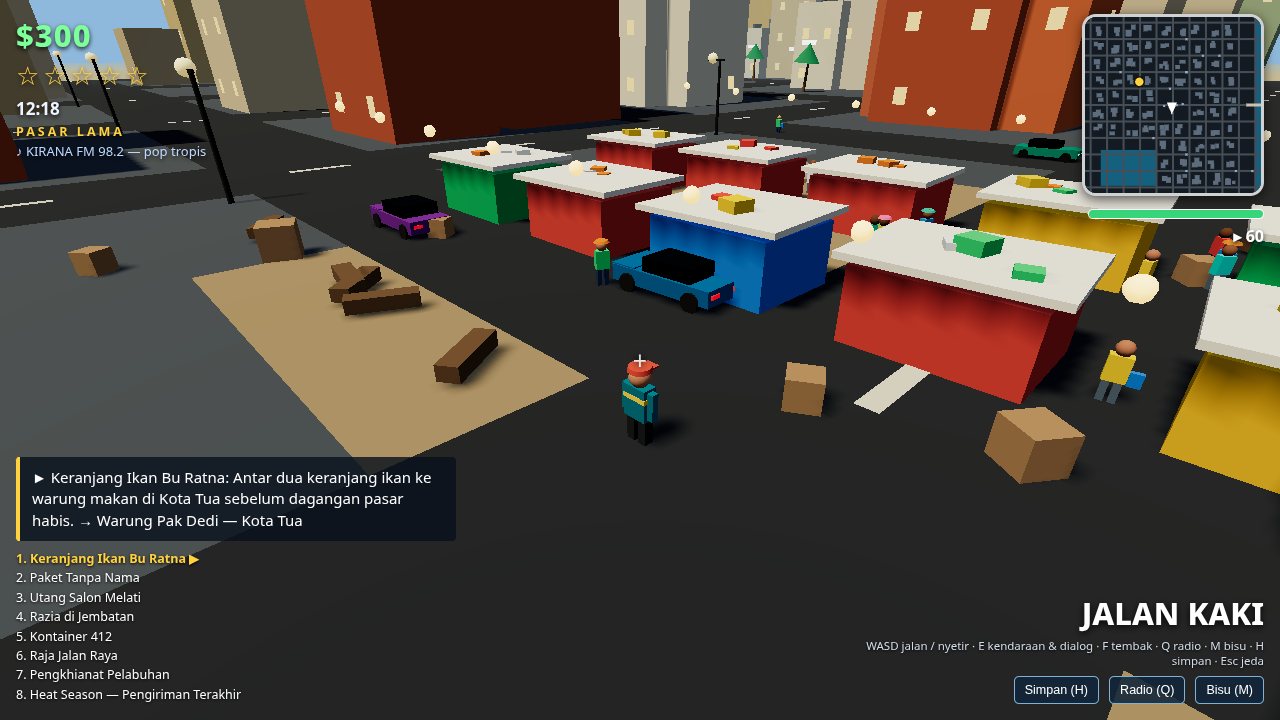 $300
☆ ☆ ☆ ☆ ☆
12:18
PASAR LAMA
♪ KIRANA FM 98.2 — pop tropis
▸ 60
► Keranjang Ikan Bu Ratna: Antar dua keranjang ikan ke
warung makan di Kota Tua sebelum dagangan pasar
habis. → Warung Pak Dedi — Kota Tua
1. Keranjang Ikan Bu Ratna ▶
2. Paket Tanpa Nama
3. Utang Salon Melati
4. Razia di Jembatan
5. Kontainer 412
6. Raja Jalan Raya
7. Pengkhianat Pelabuhan
8. Heat Season — Pengiriman Terakhir
JALAN KAKI
WASD jalan / nyetir · E kendaraan & dialog · F tembak · Q radio · M bisu · H
simpan · Esc jeda
Simpan (H) Radio (Q) Bisu (M)